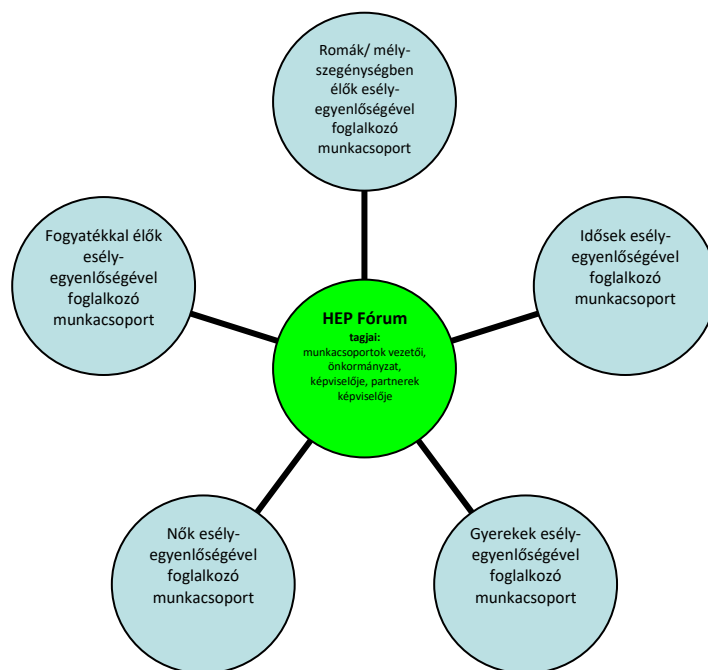 Romák/ mély-
szegénységben
élők esély-
egyenlőségével
foglalkozó
munkacsoport
Fogyatékkal élők
esély-
egyenlőségével
foglalkozó
munkacsoport
Idősek esély-
egyenlőségével
foglalkozó
munkacsoport
HEP Fórum
tagjai:
munkacsoportok vezetői,
önkormányzat,
képviselője, partnerek
képviselője
Nők esély-
egyenlőségével
foglalkozó
munkacsoport
Gyerekek esély-
egyenlőségével
foglalkozó
munkacsoport